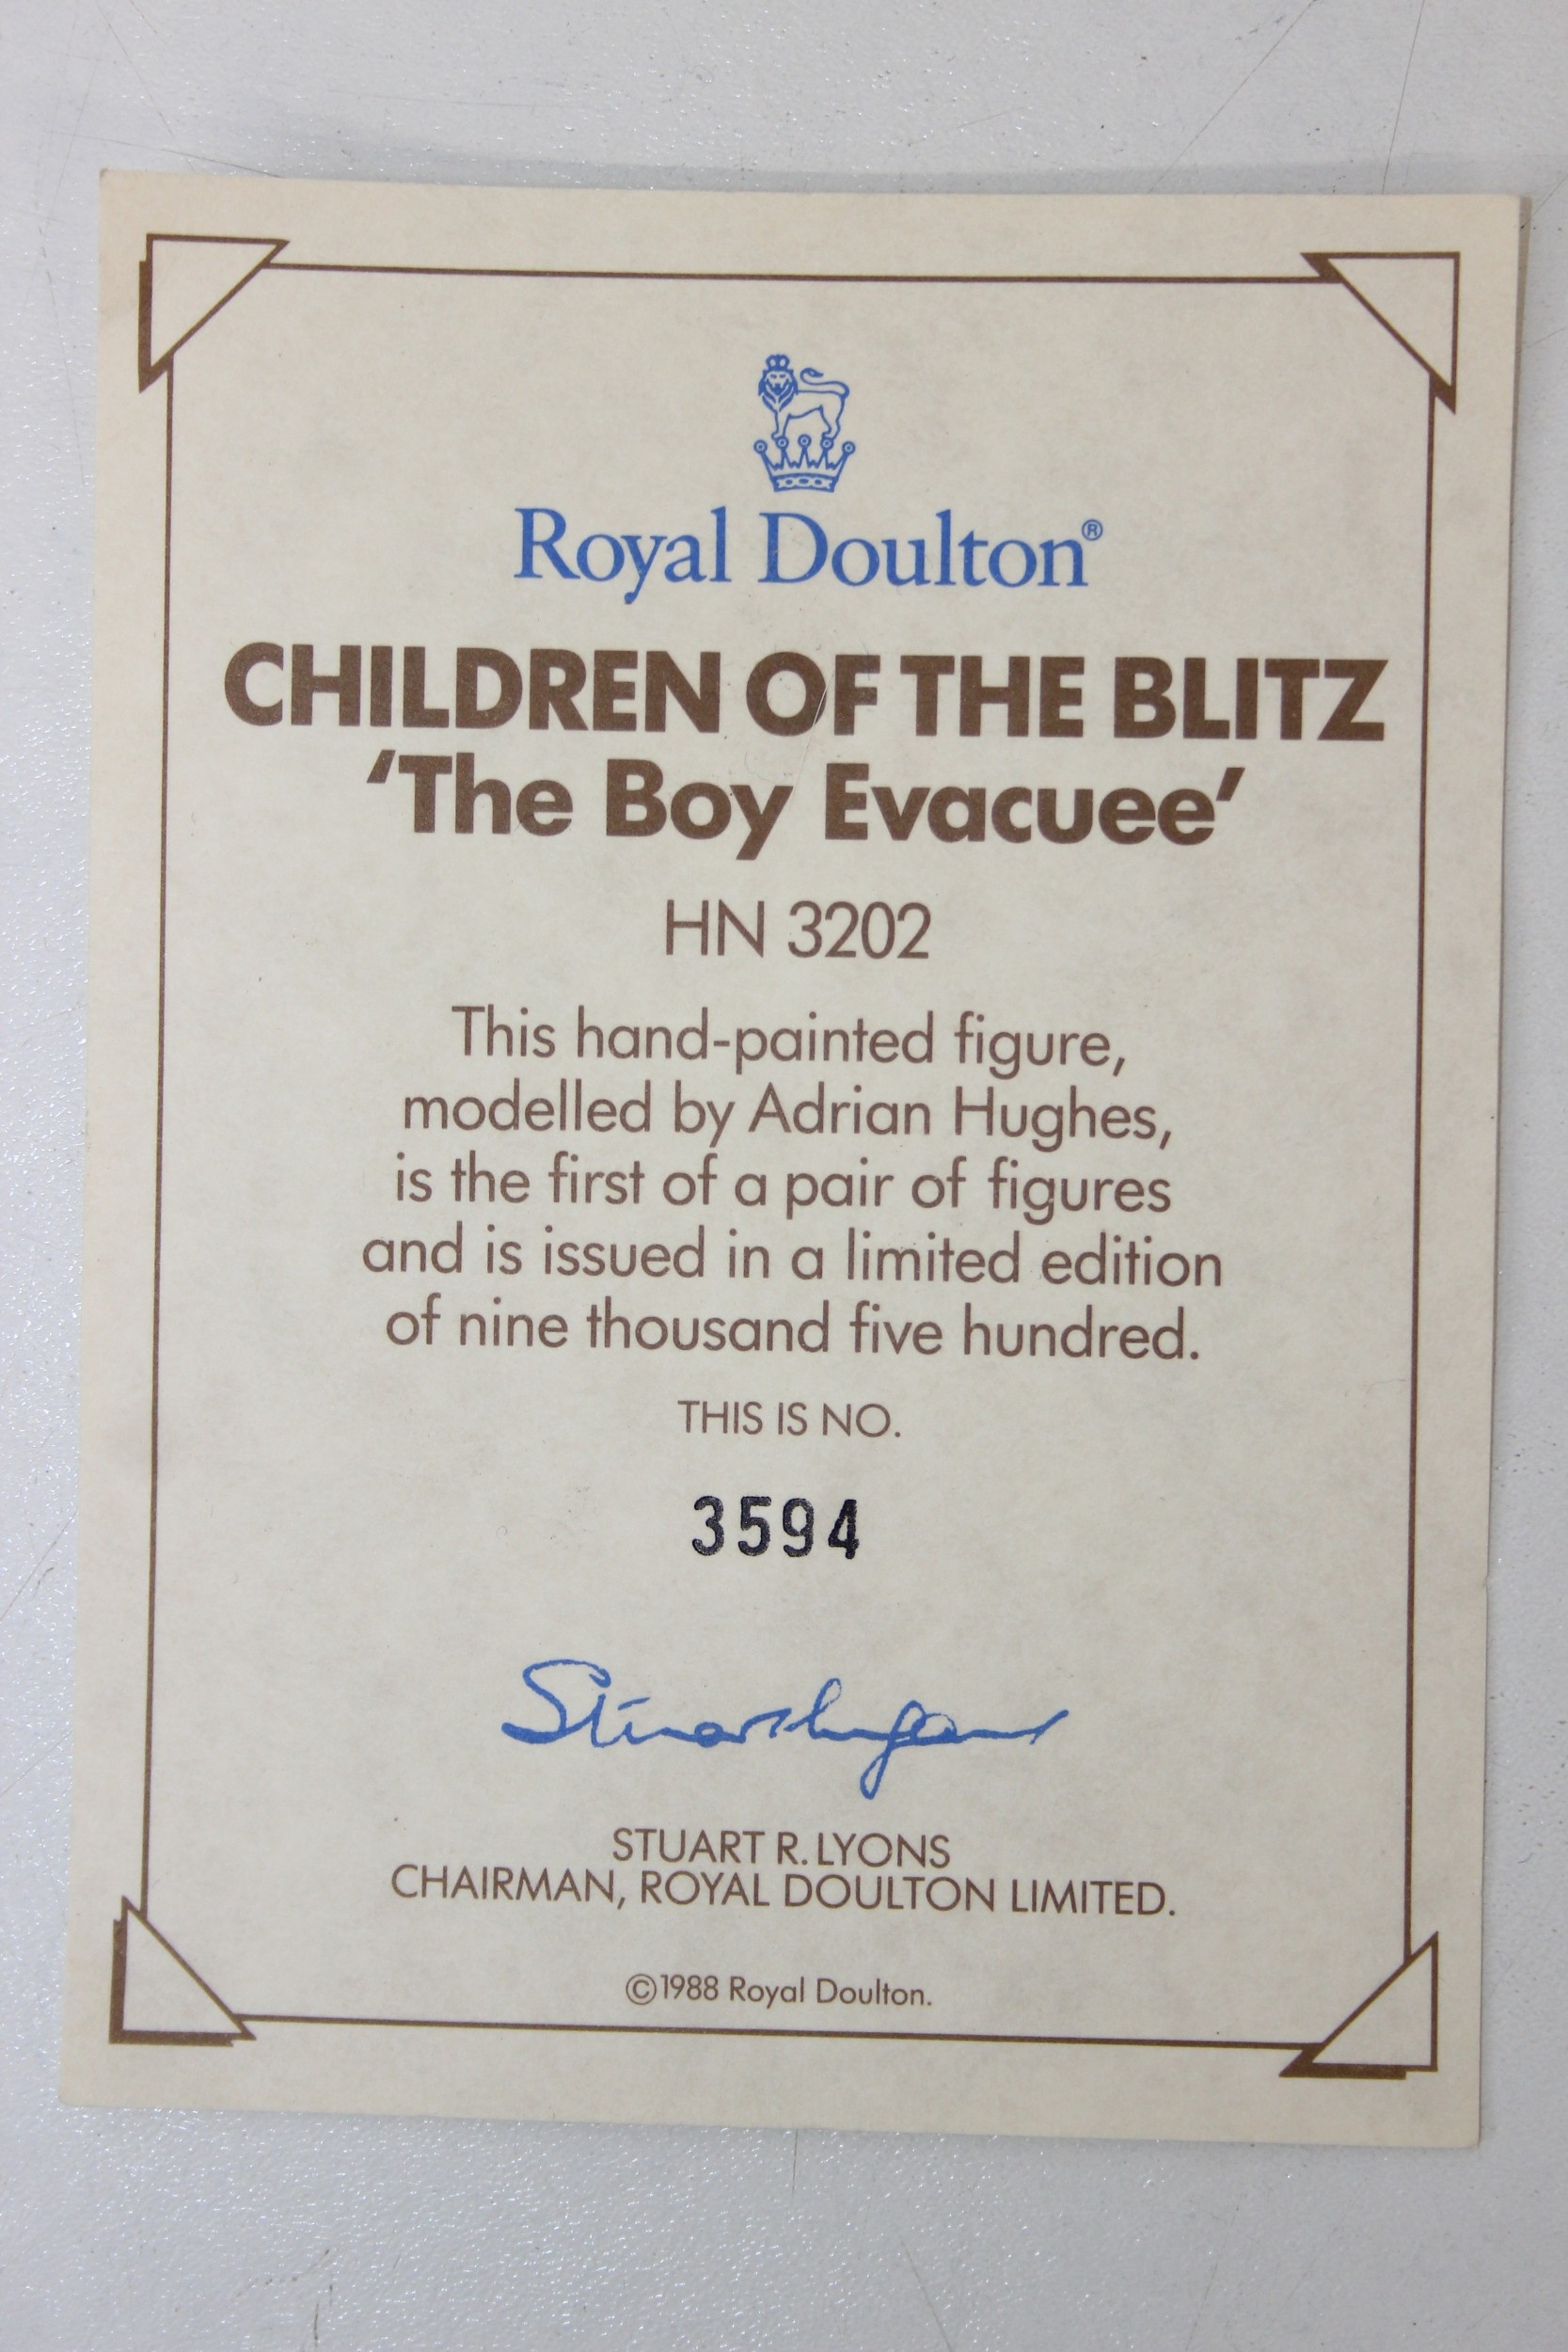 Royal Doulton®
CHILDREN OF THE BLITZ
‘The Boy Evacuee’
HN 3202
This hand-painted figure,
modelled by Adrian Hughes,
is the first of a pair of figures
and is issued in a limited edition
of nine thousand five hundred.
THIS IS NO.
3594
Stuart Lyons
STUART R. LYONS
CHAIRMAN, ROYAL DOULTON LIMITED.
©1988 Royal Doulton.